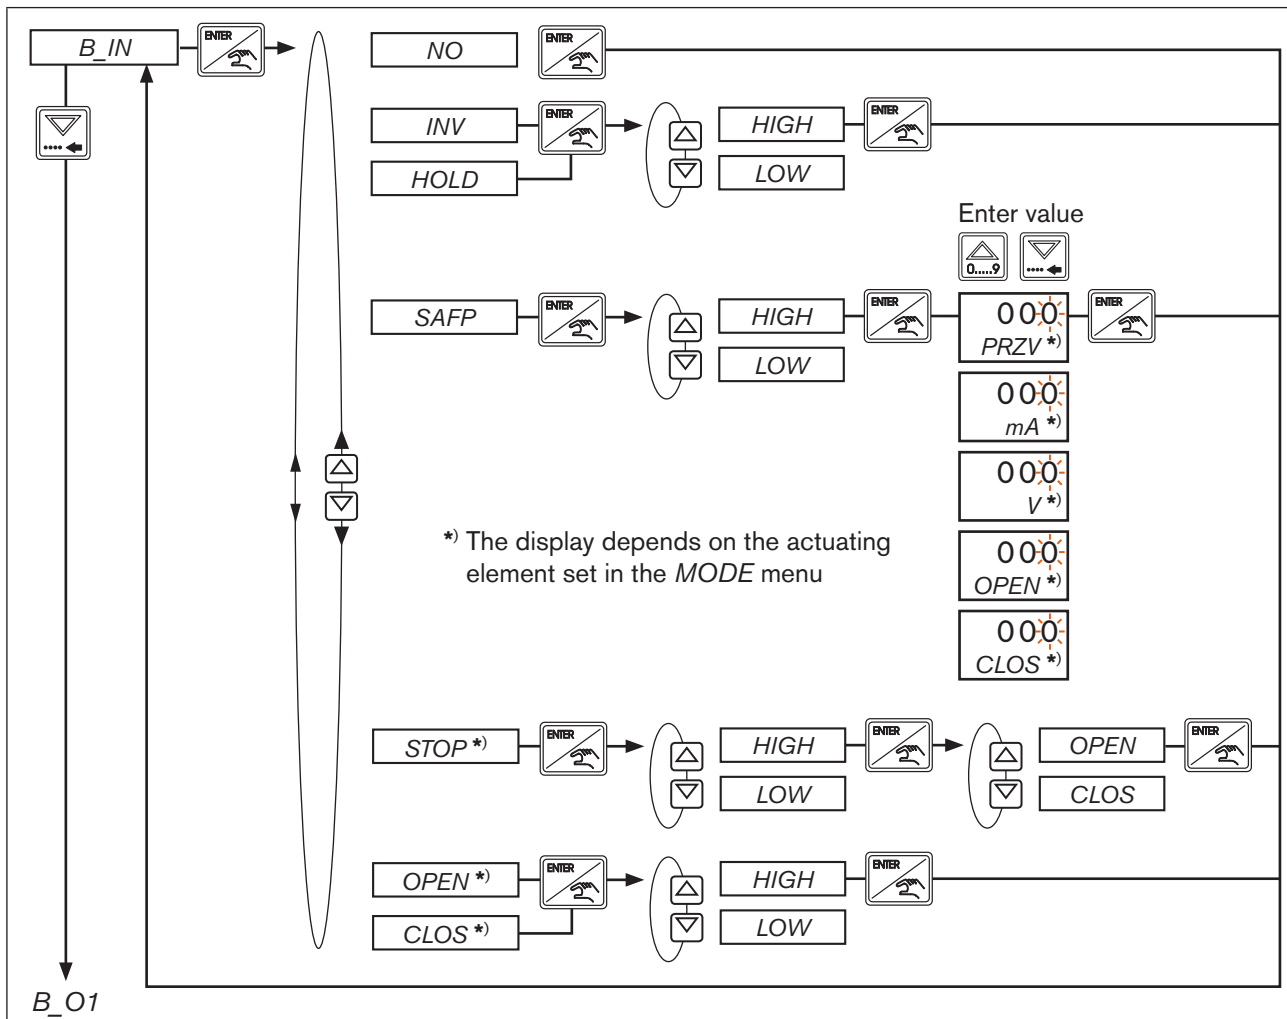 B_IN
ENTER
NO
ENTER
INV
ENTER
HIGH
ENTER
HOLD
LOW
Enter value
0.....9
SAFP
ENTER
HIGH
ENTER
000
PRZV *)
ENTER
LOW
000
mA *)
000
V *)
*) The display depends on the actuating
element set in the MODE menu
000
OPEN *)
000
CLOS *)
STOP *)
ENTER
HIGH
ENTER
OPEN
ENTER
LOW
CLOS
OPEN *)
ENTER
HIGH
ENTER
CLOS *)
LOW
B_O1